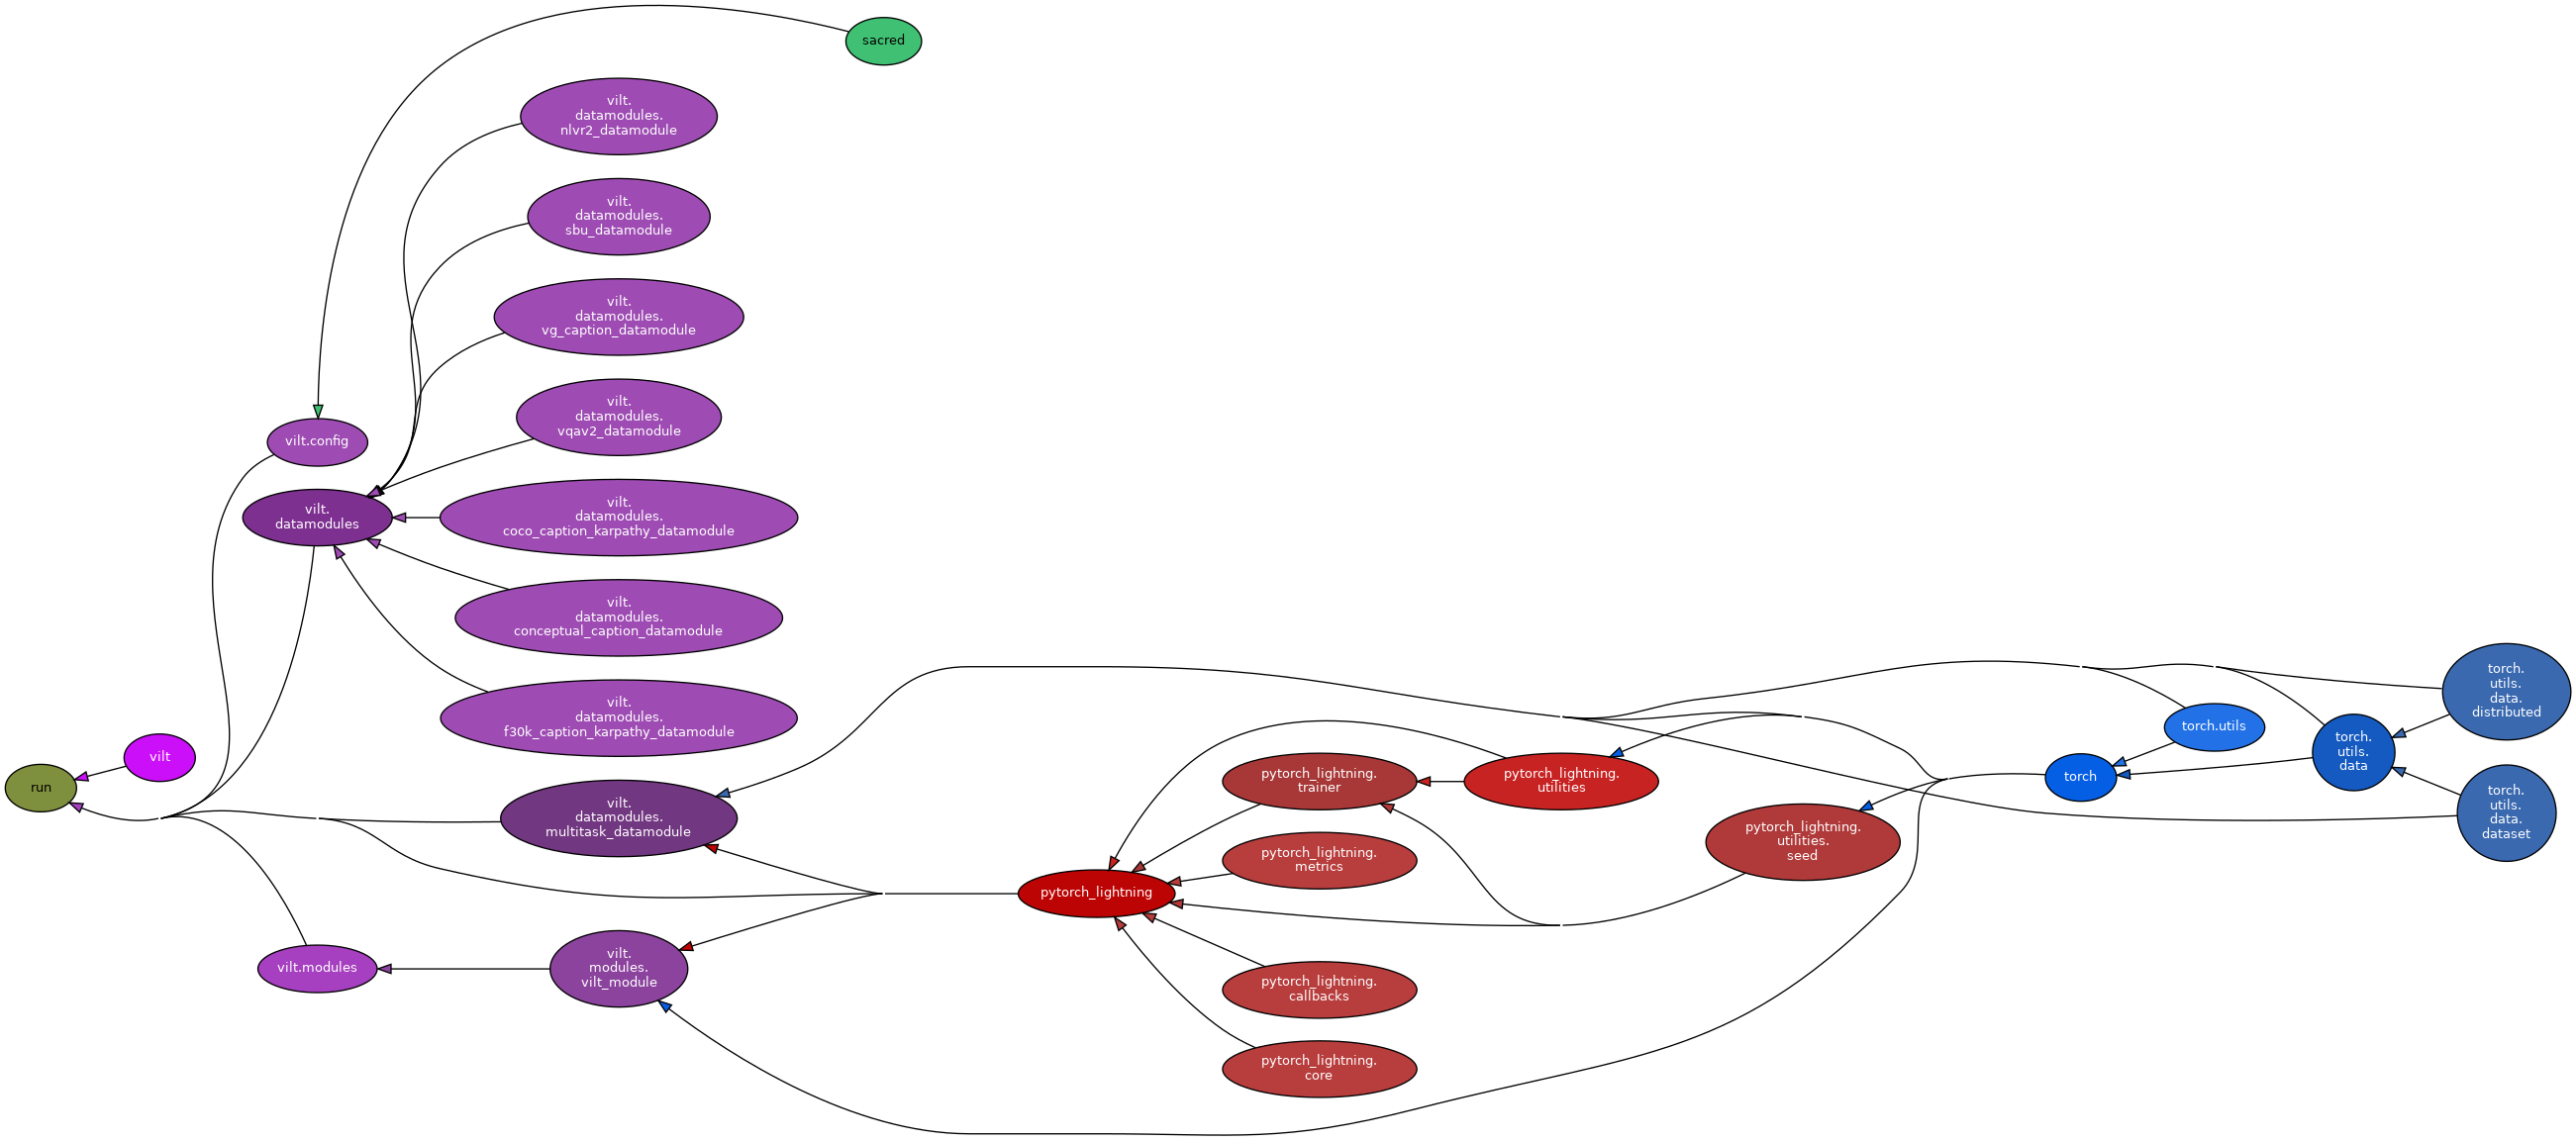 sacred
vilt.
datamodules.
nlvr2_datamodule
vilt.
datamodules.
sbu_datamodule
vilt.
datamodules.
vg_caption_datamodule
vilt.
datamodules.
vqav2_datamodule
vilt.config
vilt.
datamodules
vilt.
datamodules.
coco_caption_karpathy_datamodule
vilt.
datamodules.
conceptual_caption_datamodule
vilt.
datamodules.
f30k_caption_karpathy_datamodule
vilt
run
vilt.
datamodules.
multitask_datamodule
vilt.modules
vilt.
modules.
vilt_module
pytorch_lightning
pytorch_lightning.
trainer
pytorch_lightning.
metrics
pytorch_lightning.
callbacks
pytorch_lightning.
core
pytorch_lightning.
utilities
pytorch_lightning.
utilities.
seed
torch
torch.utils
torch.
utils.
data
torch.
utils.
data.
distributed
torch.
utils.
data.
dataset